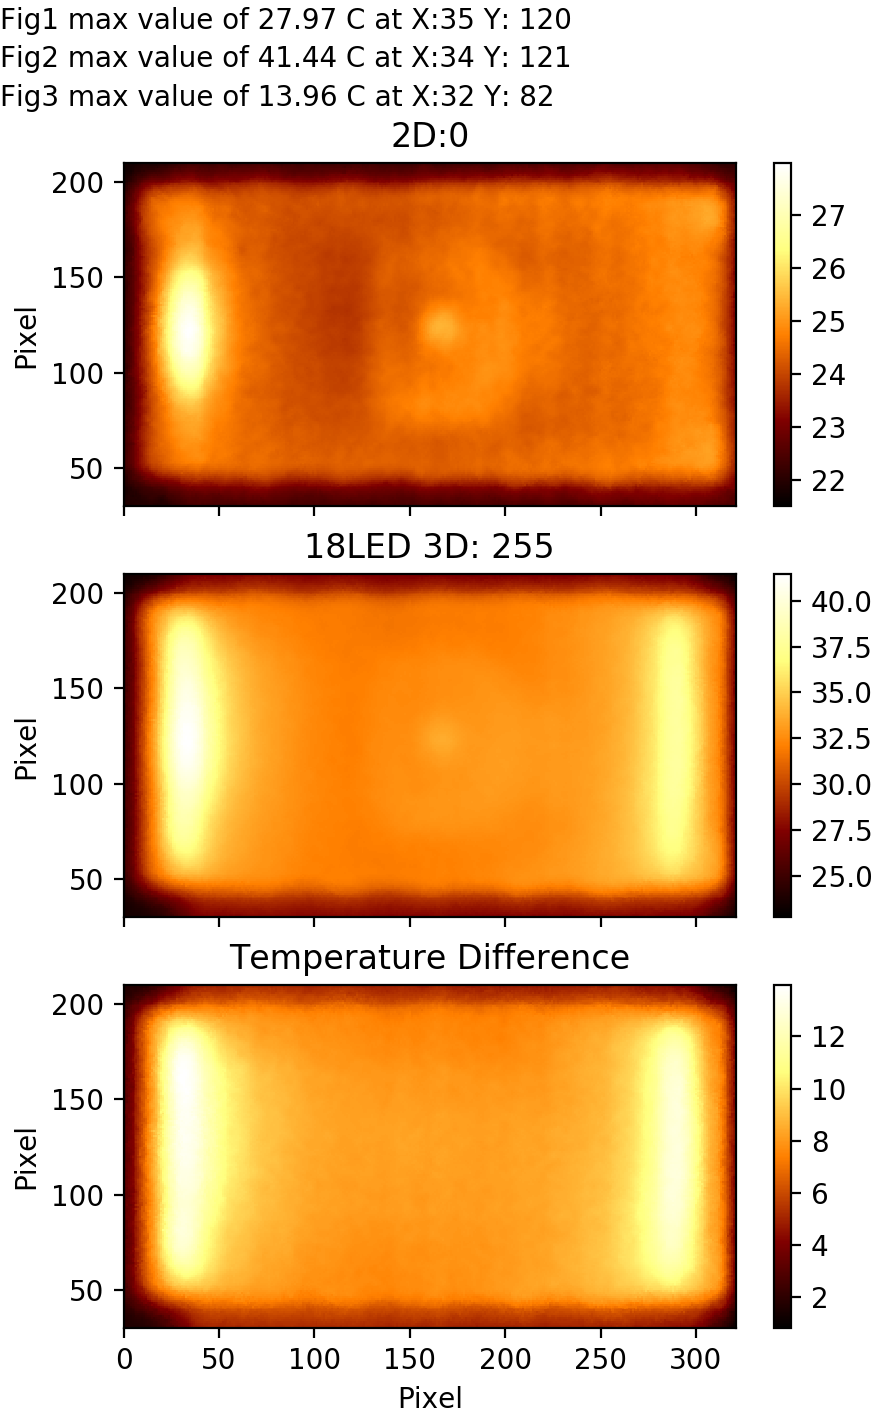 Fig1 max value of 27.97 C at X:35 Y: 120
Fig2 max value of 41.44 C at X:34 Y: 121
Fig3 max value of 13.96 C at X:32 Y: 82
2D:0
200
150
100
50
Pixel
27
26
25
24
23
22
18LED 3D: 255
200
150
100
50
Pixel
40.0
37.5
35.0
32.5
30.0
27.5
25.0
Temperature Difference
200
150
100
50
Pixel
12
10
8
6
4
2
0 50 100 150 200 250 300
Pixel